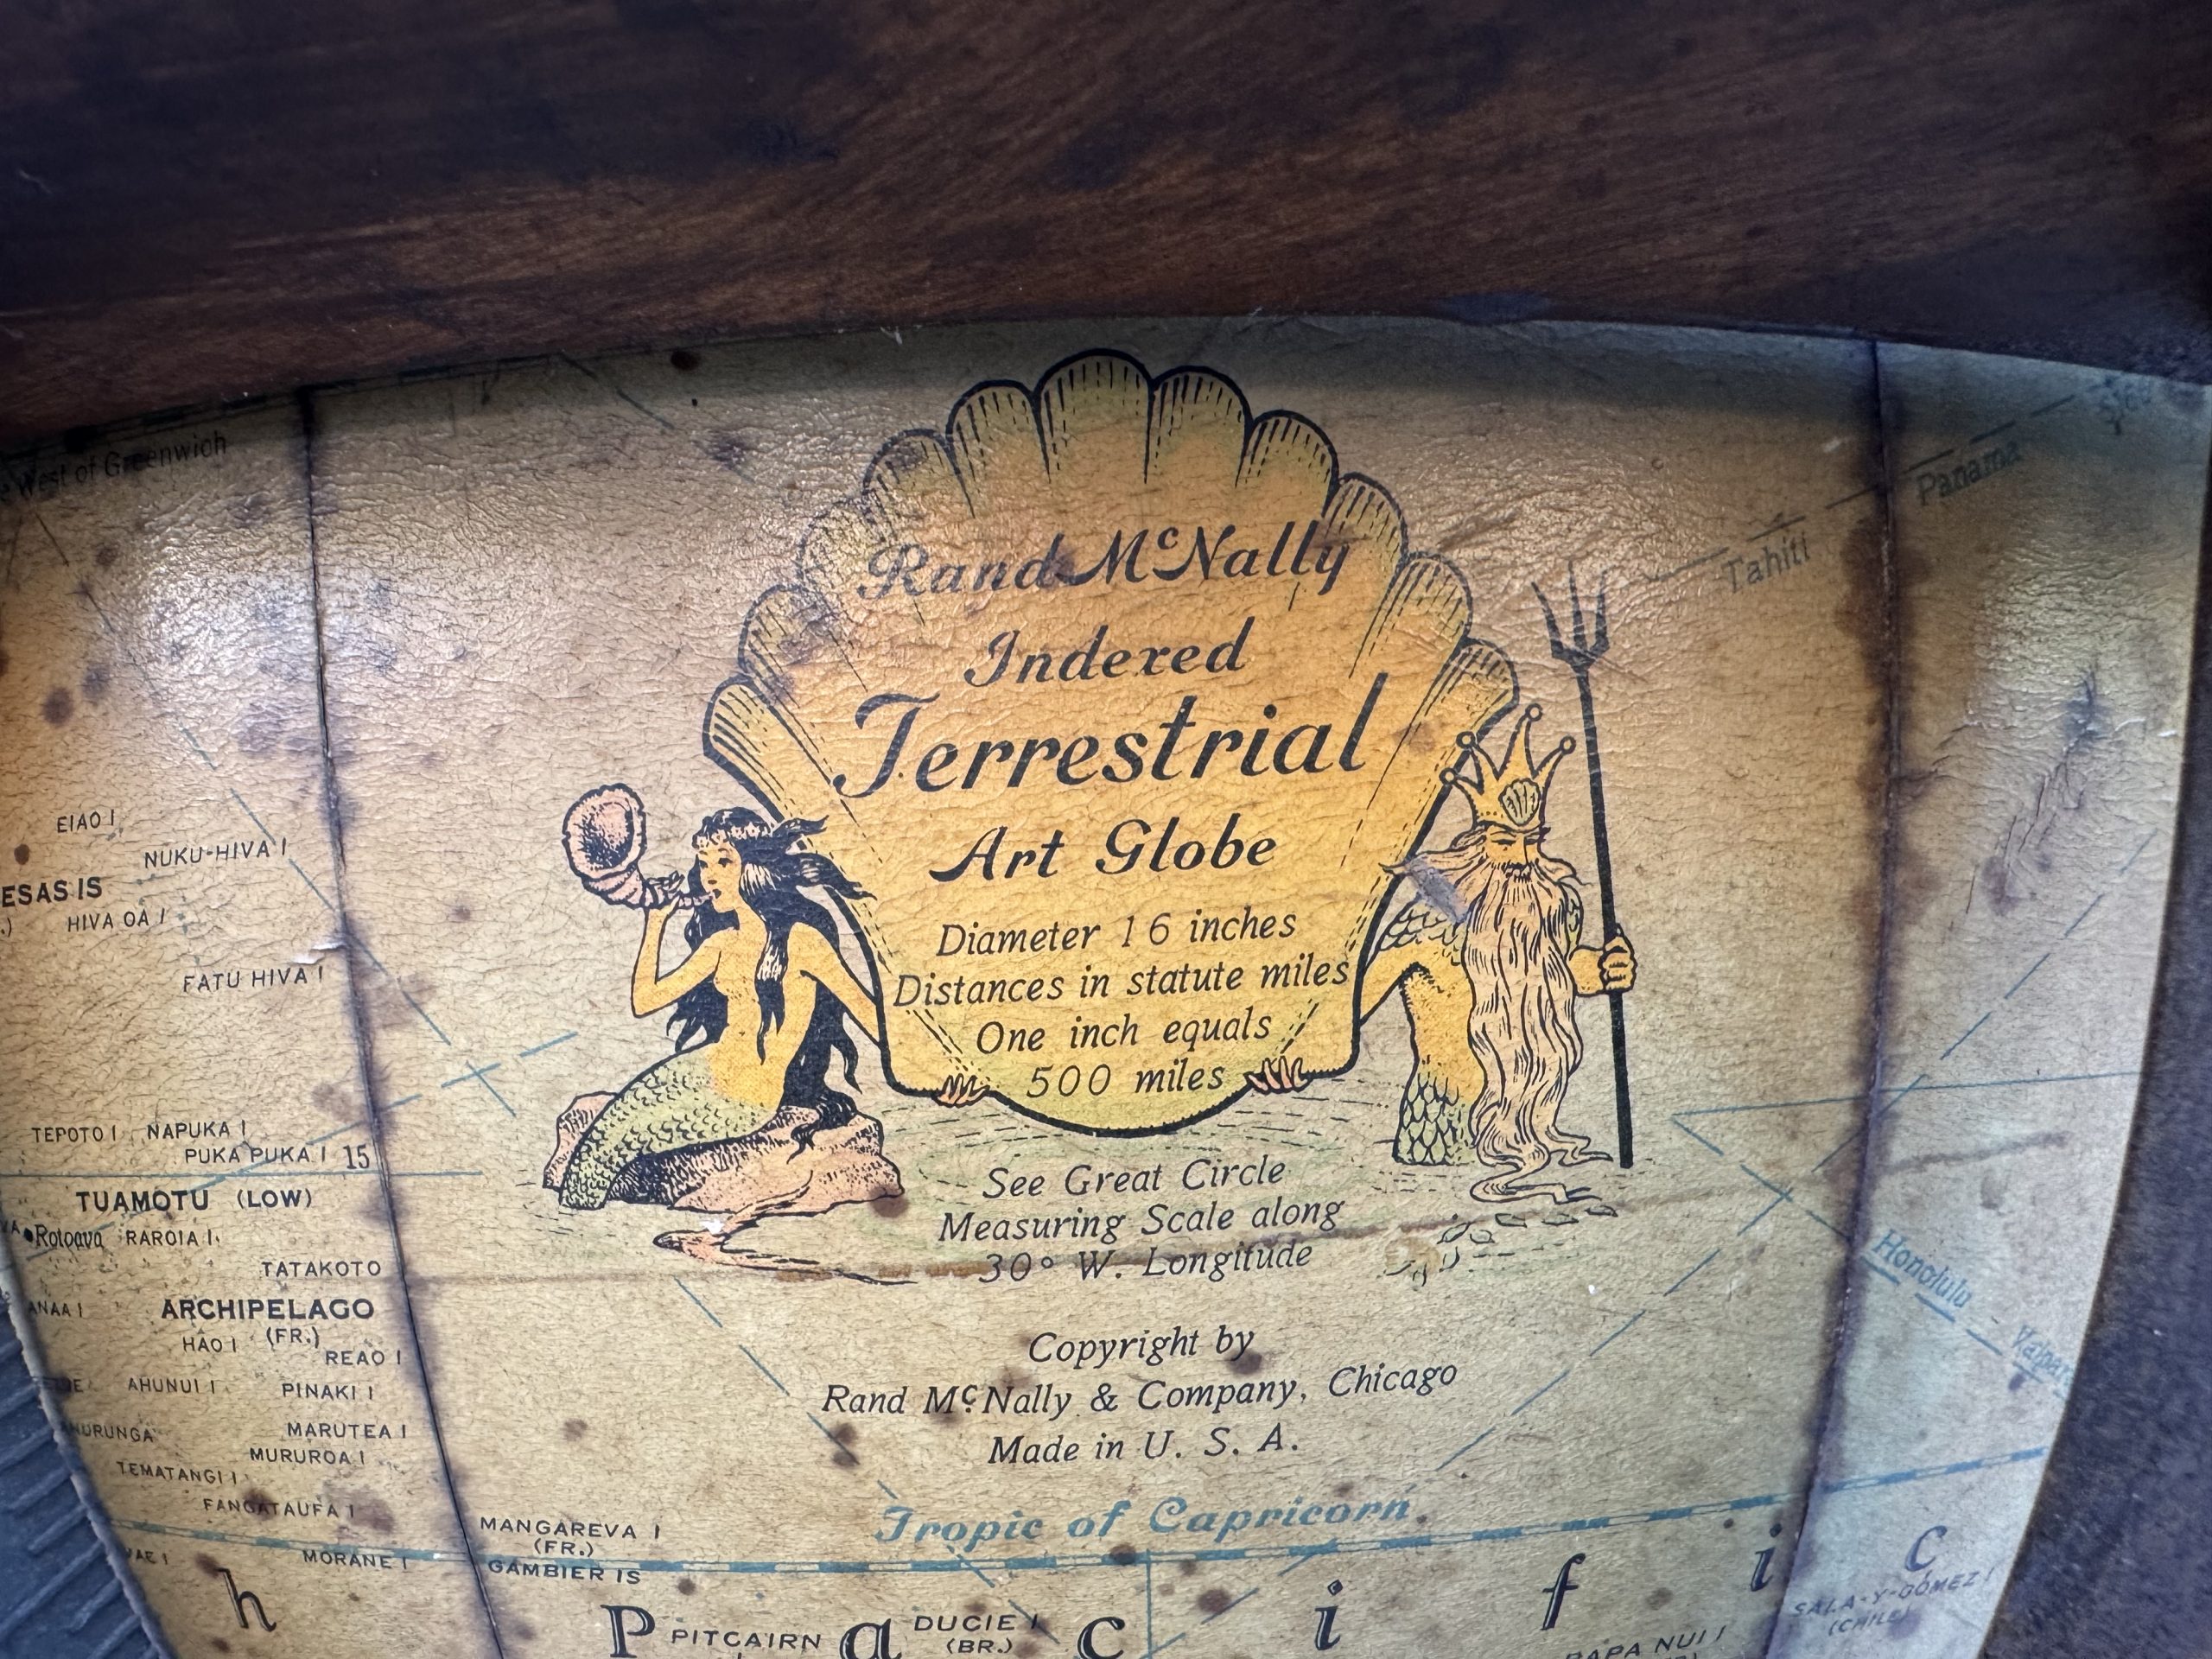 West of Greenwich
Rand McNally
Indexed
Terrestrial
Art Globe
Diameter 16 inches
Distances in statute miles
One inch equals
500 miles
See Great Circle
Measuring Scale along
30° W. Longitude
Copyright by
Rand McNally & Company, Chicago
Made in U. S. A.
Tropic of Capricorn
Panama
Tahiti
Honolulu
EIAO I
NUKU-HIVA I
ESAS IS
HIVA OA I
FATU HIVA I
TEPOTO I NAPUKA I
PUKA PUKA I 15
TUAMOTU (LOW)
Rotoava RAROIA I
TATAKOTO
ANAA I ARCHIPELAGO
HAO I (FR.)
REAO I
AHUNUI I PINAKI I
MARUTEA I
MURUROA I
TEMATANGI I
FANGATAUFA I
MANGAREVA I
(FR.)
MORANE I GAMBIER IS
h P a c i f i c
PITCAIRN DUCIE I
(BR.)
SALA-Y-GÓMEZ I
(CHILE)
RAPA NUI I